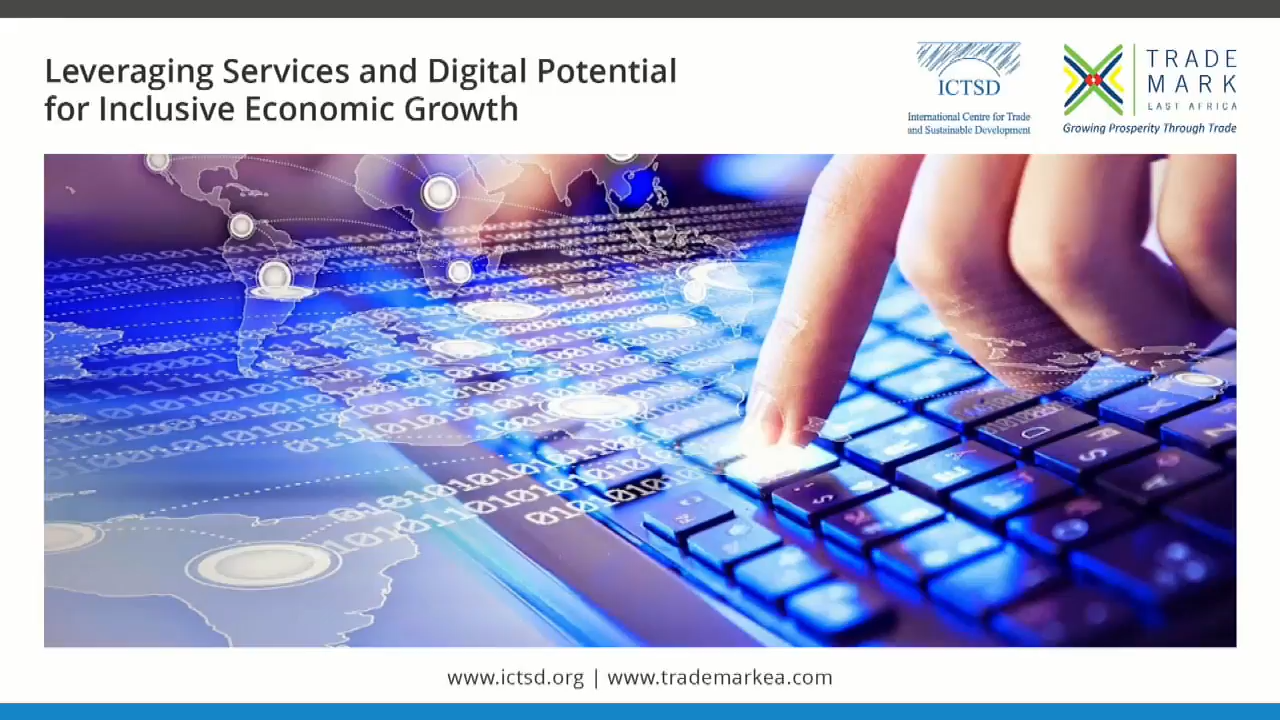 Leveraging Services and Digital Potential
for Inclusive Economic Growth
ICTSD
International Centre for Trade
and Sustainable Development
TRADE
MARK
EAST AFRICA
Growing Prosperity Through Trade
www.ictsd.org | www.trademarkea.com